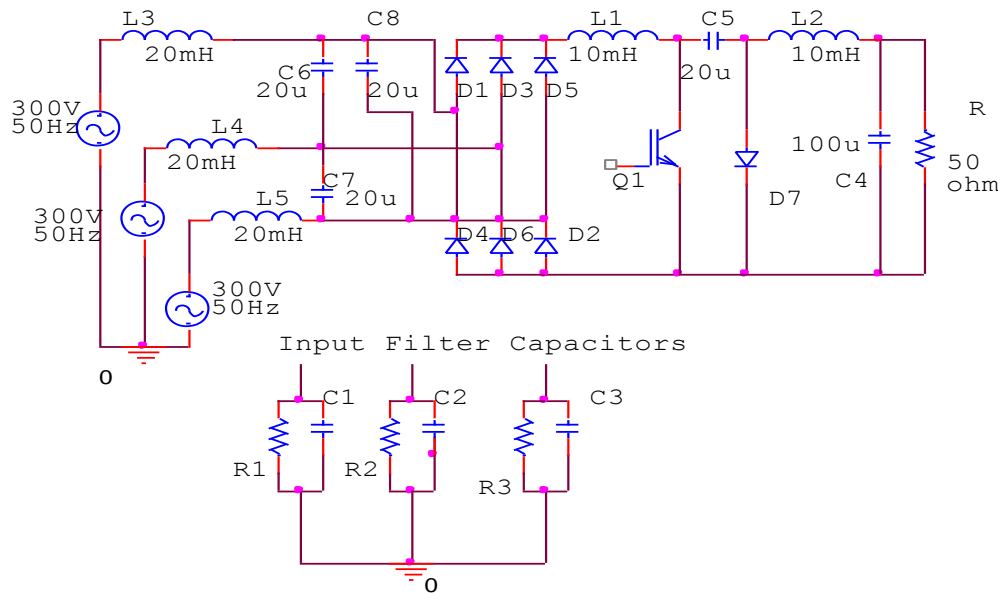 L3
C8
L1
C5
L2
20mH
10mH
10mH
C6
20u
20u
20u
D1
D3
D5
R
300V
50Hz
L4
20mH
100u
50
ohm
Q1
C4
C7
20u
D7
L5
300V
50Hz
20mH
D4
D6
D2
300V
50Hz
Input Filter Capacitors
0
C1
C2
C3
R1
R2
R3
0